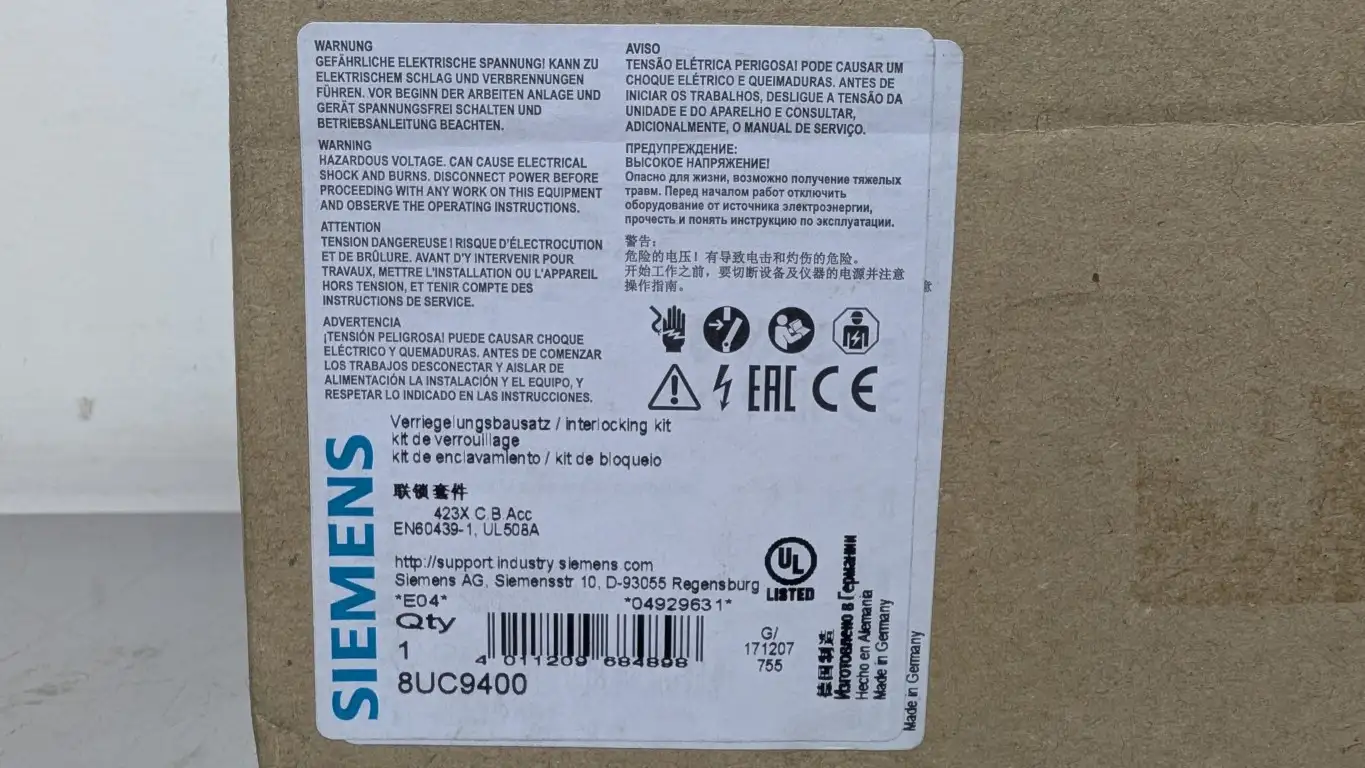 WARNUNG
GEFÄHRLICHE ELEKTRISCHE SPANNUNG! KANN ZU
ELEKTRISCHEM SCHLAG UND VERBRENNUNGEN
FÜHREN. VOR BEGINN DER ARBEITEN ANLAGE UND
GERÄT SPANNUNGSFREI SCHALTEN UND
BETRIEBSANLEITUNG BEACHTEN.
WARNING
HAZARDOUS VOLTAGE. CAN CAUSE ELECTRICAL
SHOCK AND BURNS. DISCONNECT POWER BEFORE
PROCEEDING WITH ANY WORK ON THIS EQUIPMENT
AND OBSERVE THE OPERATING INSTRUCTIONS.
ATTENTION
TENSION DANGEREUSE ! RISQUE D'ÉLECTROCUTION
ET DE BRÛLURE. AVANT D'Y INTERVENIR POUR
TRAVAUX, METTRE L'INSTALLATION OU L'APPAREIL
HORS TENSION, ET TENIR COMPTE DES
INSTRUCTIONS DE SERVICE.
ADVERTENCIA
¡TENSIÓN PELIGROSA! PUEDE CAUSAR CHOQUE
ELÉCTRICO Y QUEMADURAS. ANTES DE COMENZAR
LOS TRABAJOS DESCONECTAR Y AISLAR DE
ALIMENTACIÓN LA INSTALACIÓN Y EL EQUIPO, Y
RESPETAR LO INDICADO EN LAS INSTRUCCIONES.
AVISO
TENSÃO ELÉTRICA PERIGOSA! PODE CAUSAR UM
CHOQUE ELÉTRICO E QUEIMADURAS. ANTES DE
INICIAR OS TRABALHOS, DESLIGUE A TENSÃO DA
UNIDADE E DO APARELHO E CONSULTAR,
ADICIONALMENTE, O MANUAL DE SERVIÇO.
ПРЕДУПРЕЖДЕНИЕ:
ВЫСОКОЕ НАПРЯЖЕНИЕ!
Опасно для жизни, возможно получение тяжелых
травм. Перед началом работ отключить
оборудование от источника электроэнергии,
прочесть и понять инструкцию по эксплуатации.
警告：
危险的电压！有导致电击和灼伤的危险。
开始工作之前，要切断设备及仪器的电源并注意
操作指南。
意
EAC CE
SIEMENS
Verriegelungsbausatz / interlocking kit
kit de verrouillage
kit de enclavamiento / kit de bloqueio
联锁套件
423X C.B.Acc
EN60439-1, UL508A
http://support.industry.siemens.com
Siemens AG, Siemensstr 10, D-93055 Regensburg
*E04* *04929631*
Qty
1
4 011209 684898
8UC9400
G/
171207
755
UL
LISTED
德国制造
Изготовлено в Германии
Hecho en Alemania
Made in Germany
Made in Germany